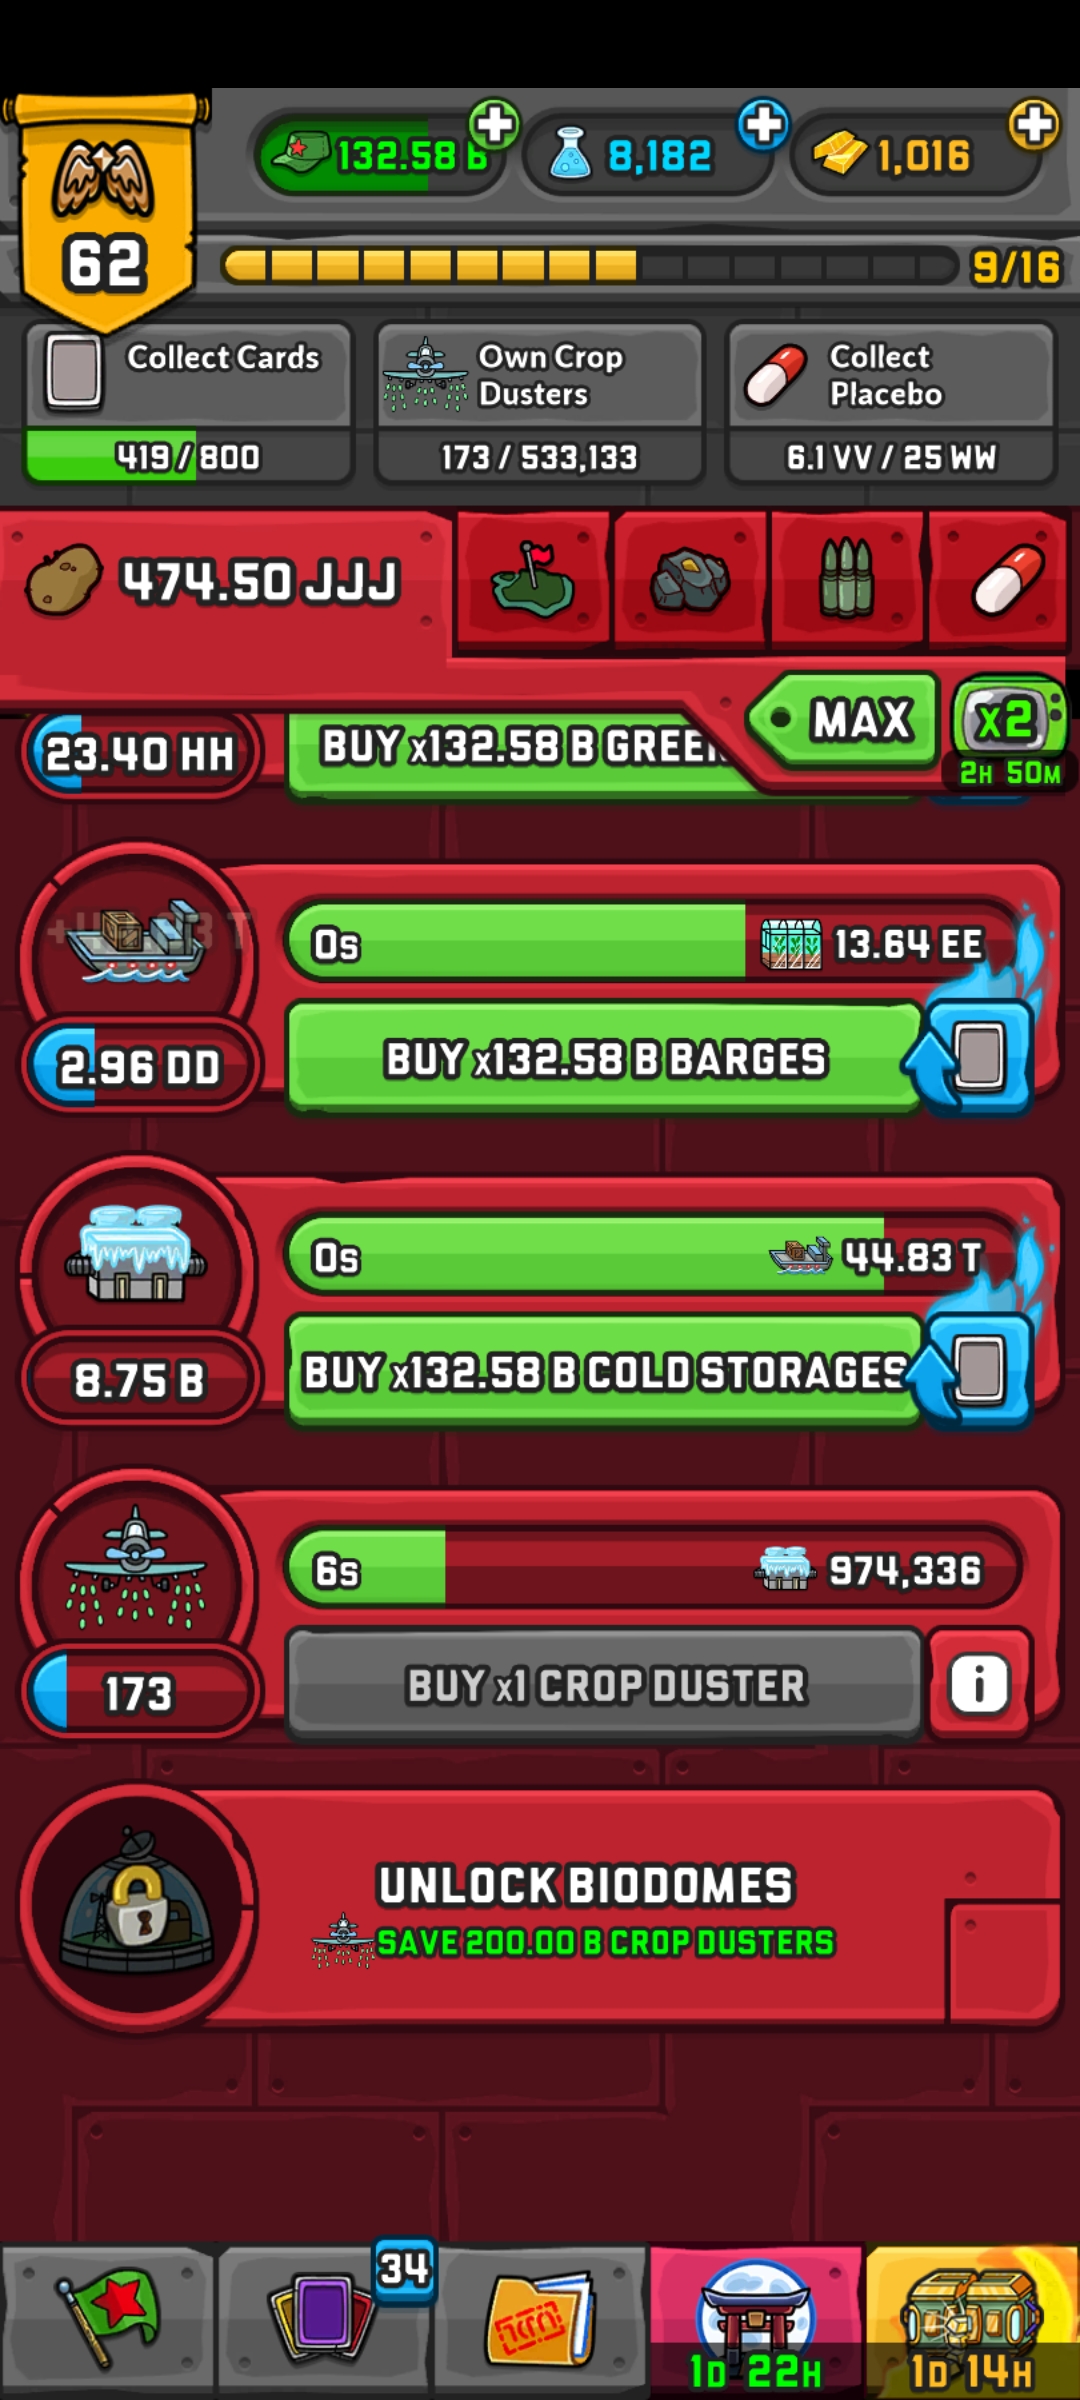 132.58 B
8,182
1,016
62
9/16
Collect Cards
419 / 800
Own Crop
Dusters
173 / 533,133
Collect
Placebo
6.1 VV / 25 WW
474.50 JJJ
MAX
x2
2H 50M
23.40 HH
BUY x132.58 B
0s
13.64 EE
2.96 DD
BUY x132.58 B BARGES
0s
44.83 T
8.75 B
BUY x132.58 B COLD STORAGES
6s
974,336
173
BUY x1 CROP DUSTER
i
UNLOCK BIODOMES
SAVE 200.00 B CROP DUSTERS
34
1D 22H
1D 14H